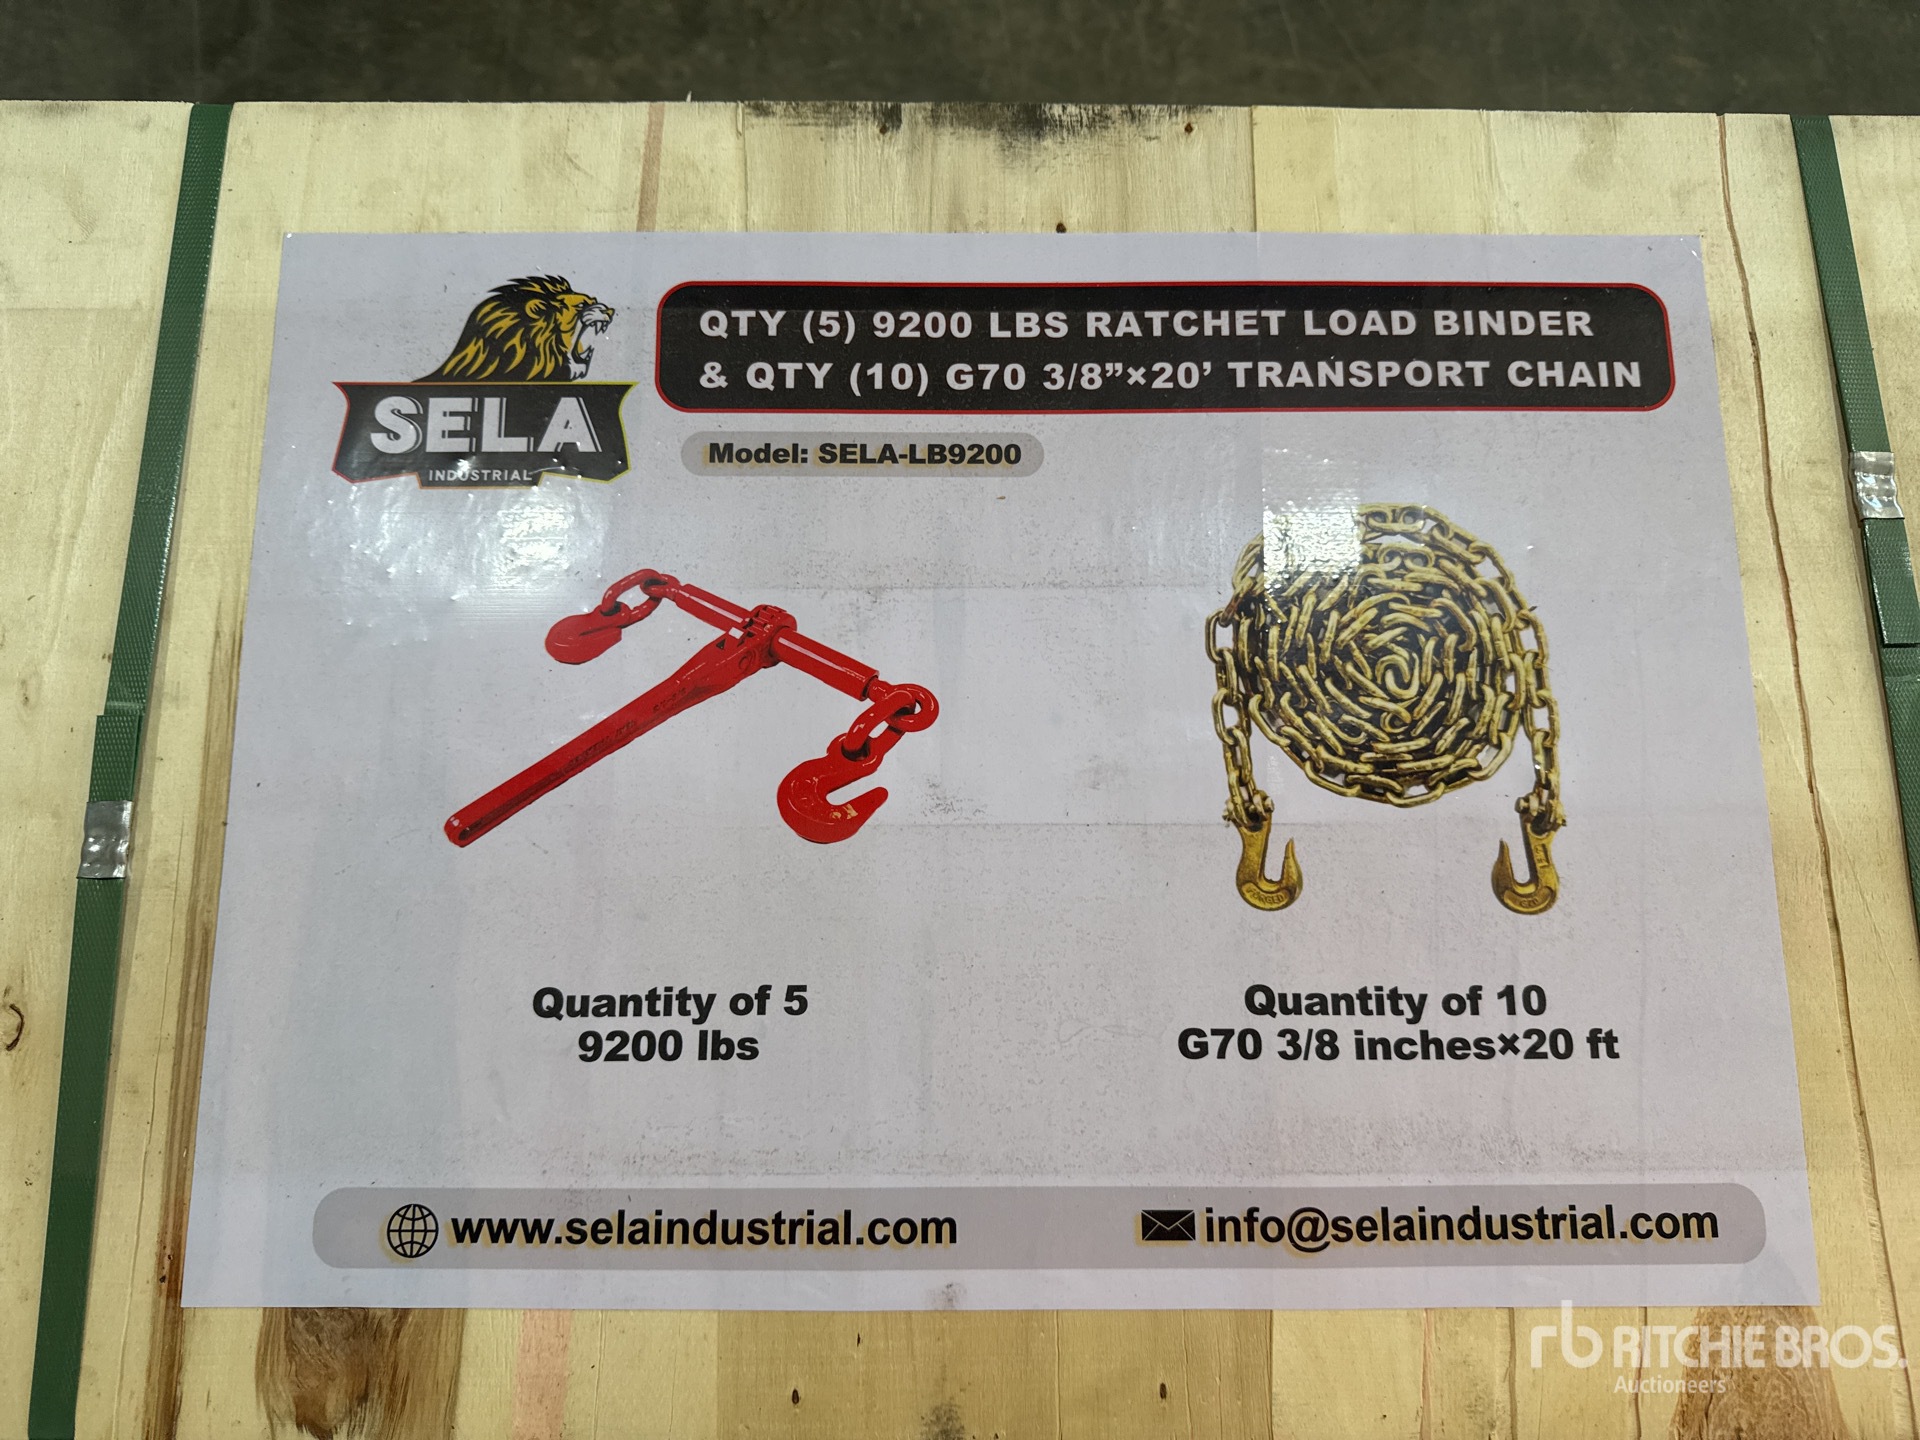 SELA
INDUSTRIAL
QTY (5) 9200 LBS RATCHET LOAD BINDER
& QTY (10) G70 3/8”×20’ TRANSPORT CHAIN
Model: SELA-LB9200
Quantity of 5
9200 lbs
Quantity of 10
G70 3/8 inches×20 ft
www.selaindustrial.com
info@selaindustrial.com
rb RITCHIE BROS.
Auctioneers